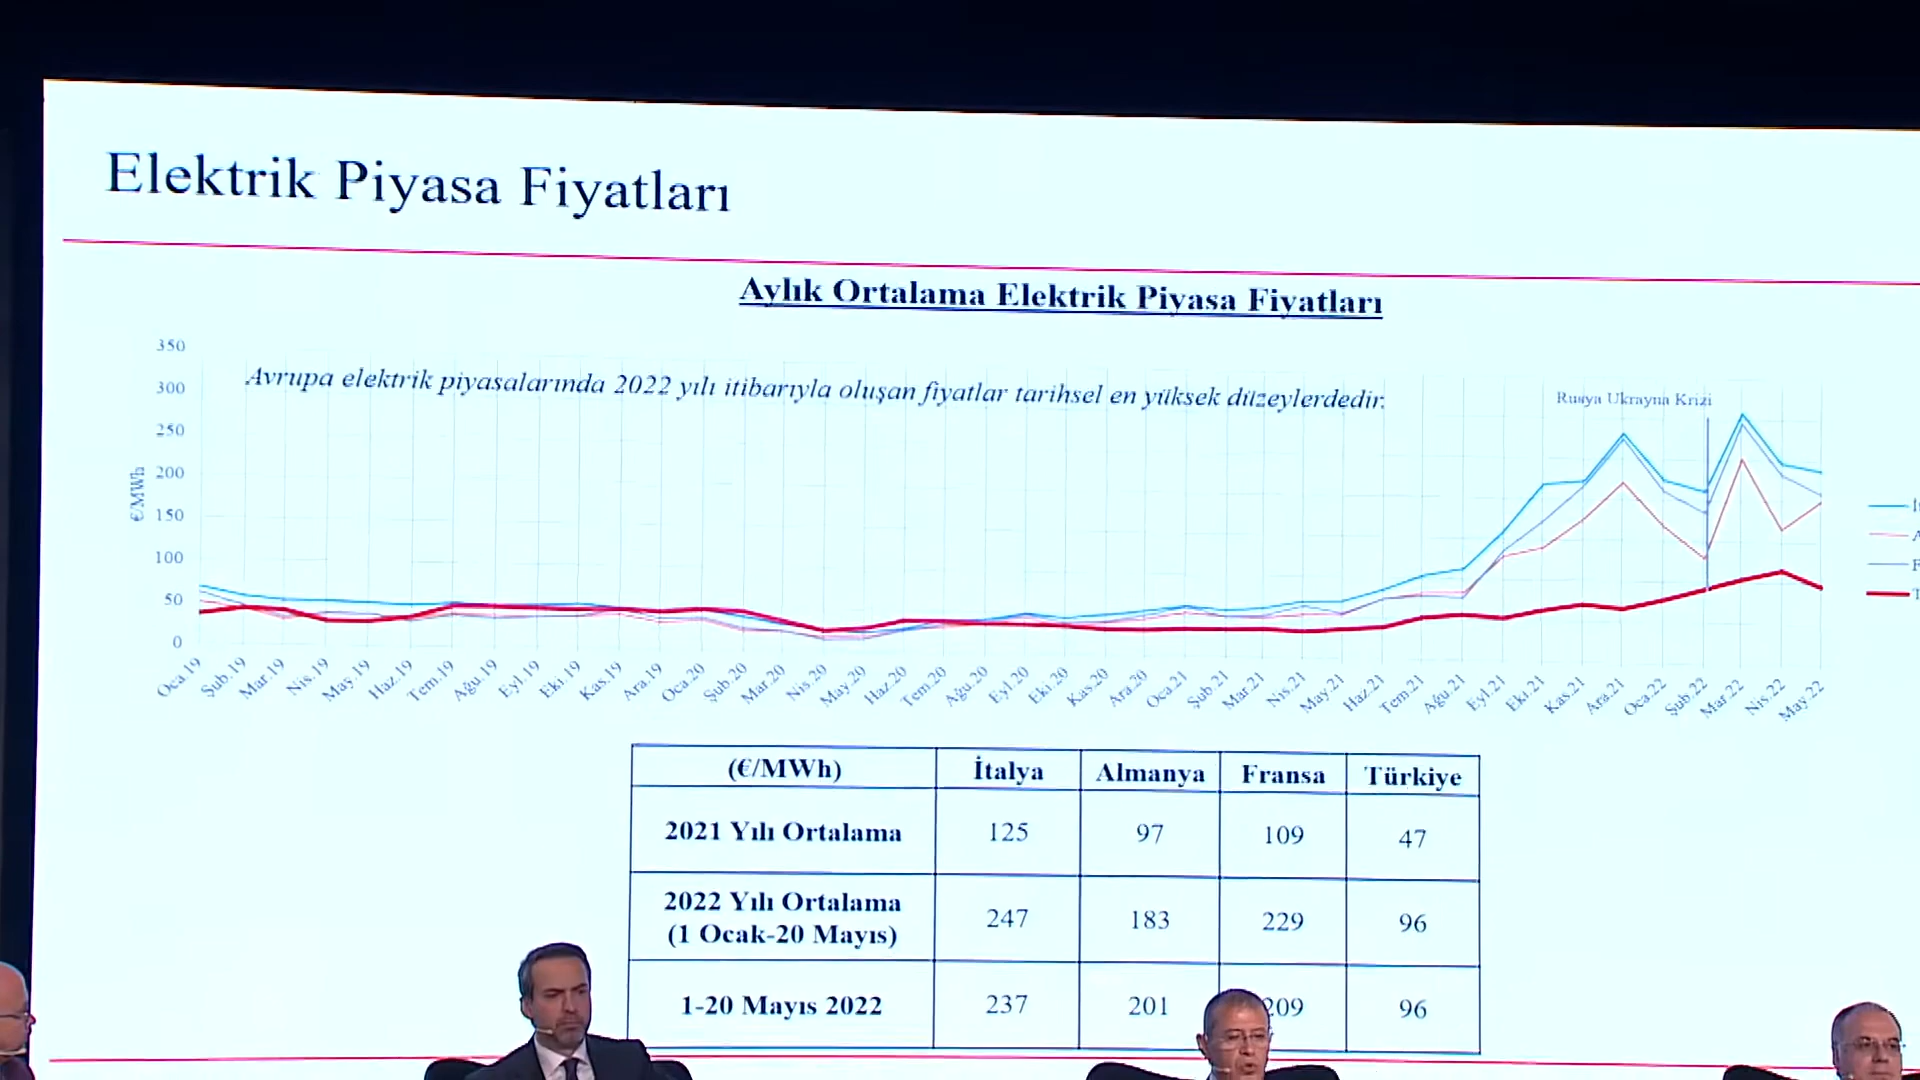 Elektrik Piyasa Fiyatları
Aylık Ortalama Elektrik Piyasa Fiyatları
Avrupa elektrik piyasalarında 2022 yılı itibarıyla oluşan fiyatlar tarihsel en yüksek düzeylerdedir.
Rusya Ukrayna Krizi
350
300
250
200
150
100
50
0
€/MWh
Oca.19 Şub.19 Mar.19 Nis.19 May.19 Haz.19 Tem.19 Ağu.19 Eyl.19 Eki.19 Kas.19 Ara.19 Oca.20 Şub.20 Mar.20 Nis.20 May.20 Haz.20 Tem.20 Ağu.20 Eyl.20 Eki.20 Kas.20 Ara.20 Oca.21 Şub.21 Mar.21 Nis.21 May.21 Haz.21 Tem.21 Ağu.21 Eyl.21 Eki.21 Kas.21 Ara.21 Oca.22 Şub.22 Mar.22 Nis.22 May.22
(€/MWh) İtalya Almanya Fransa Türkiye
2021 Yılı Ortalama 125 97 109 47
2022 Yılı Ortalama
(1 Ocak-20 Mayıs) 247 183 229 96
1-20 Mayıs 2022 237 201 209 96